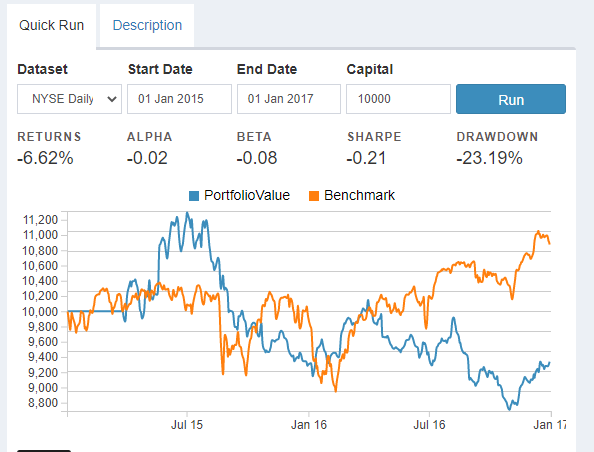 Quick Run Description
Dataset Start Date End Date Capital
NYSE Daily 01 Jan 2015 01 Jan 2017 10000 Run
RETURNS ALPHA BETA SHARPE DRAWDOWN
-6.62% -0.02 -0.08 -0.21 -23.19%
PortfolioValue Benchmark
11,200
11,000
10,800
10,600
10,400
10,200
10,000
9,800
9,600
9,400
9,200
9,000
8,800
Jul 15 Jan 16 Jul 16 Jan 17